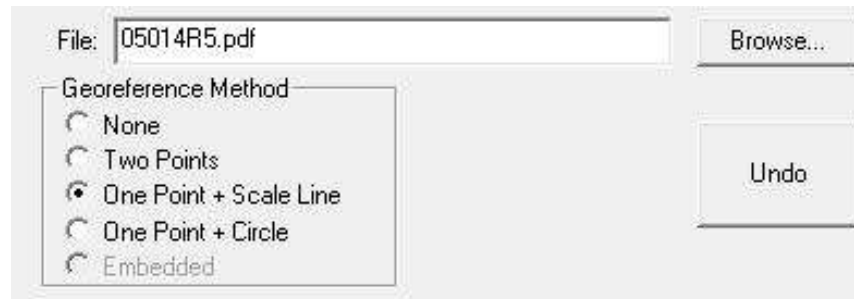 File: 05014R5.pdf Browse...
Georeference Method
None
Two Points
One Point + Scale Line
One Point + Circle
Embedded
Undo